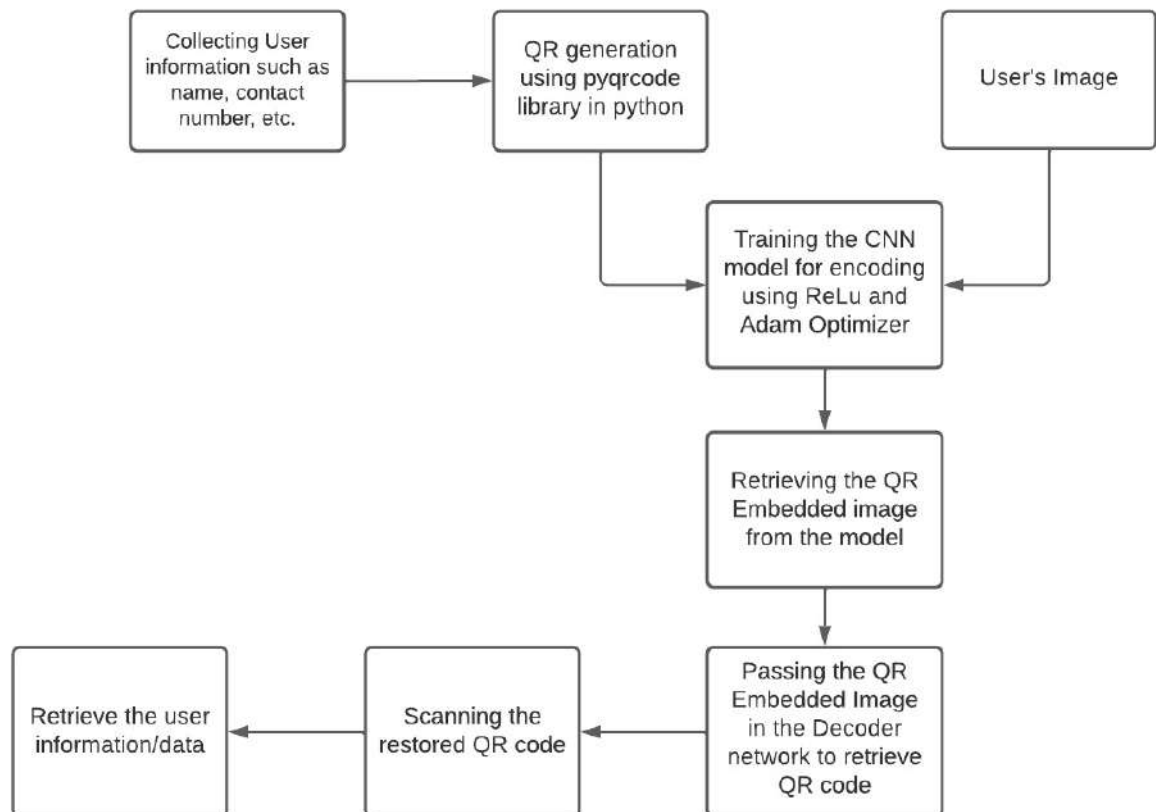 Collecting User
information such as
name, contact
number, etc.
QR generation
using pyqrcode
library in python
User's Image
Training the CNN
model for encoding
using ReLu and
Adam Optimizer
Retrieving the QR
Embedded image
from the model
Passing the QR
Embedded Image
in the Decoder
network to retrieve
QR code
Scanning the
restored QR code
Retrieve the user
information/data